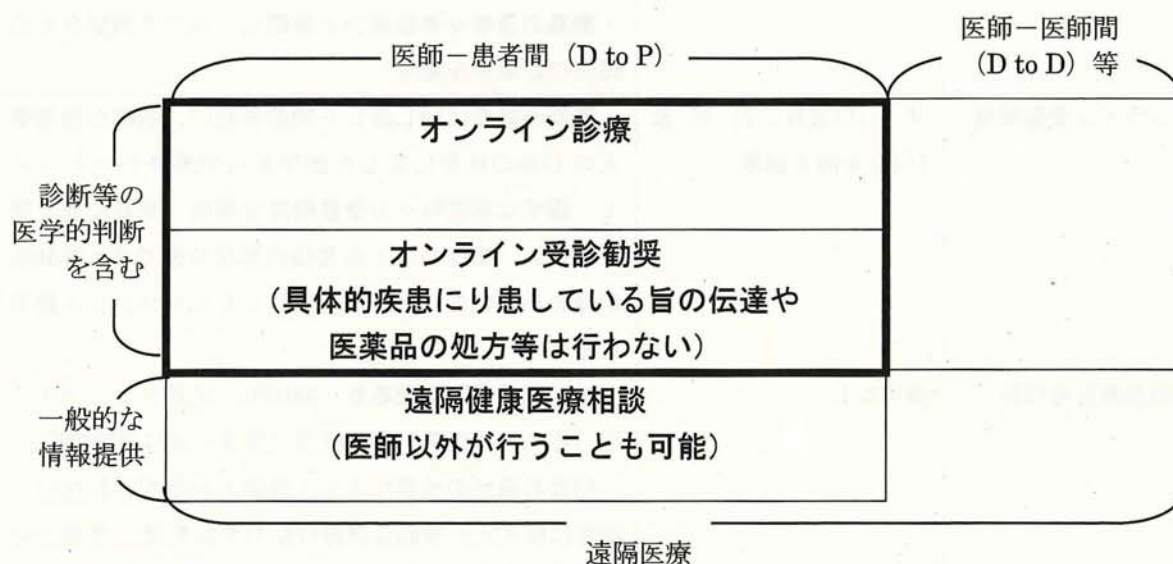 医師－患者間（D to P）
医師－医師間
（D to D）等
診断等の
医学的判断
を含む
オンライン診療
オンライン受診勧奨
（具体的疾患にり患している旨の伝達や
医薬品の処方等は行わない）
一般的な
情報提供
遠隔健康医療相談
（医師以外が行うことも可能）
遠隔医療